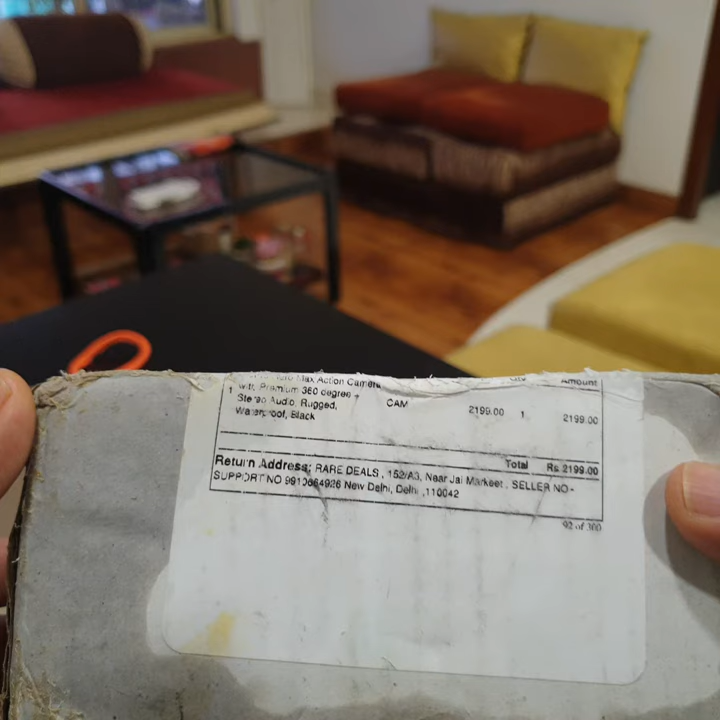 Max Action Camera
Amount
1 with Premium 360 degree +
Stereo Audio, Rugged, CAM 2199.00 1 2199.00
Waterproof, Black
Total Rs 2199.00
Return Address: RARE DEALS , 152/A3, Near Jai Markeet , SELLER NO -
SUPPORT NO 9910664926 New Delhi, Delhi ,110042
92 of 300